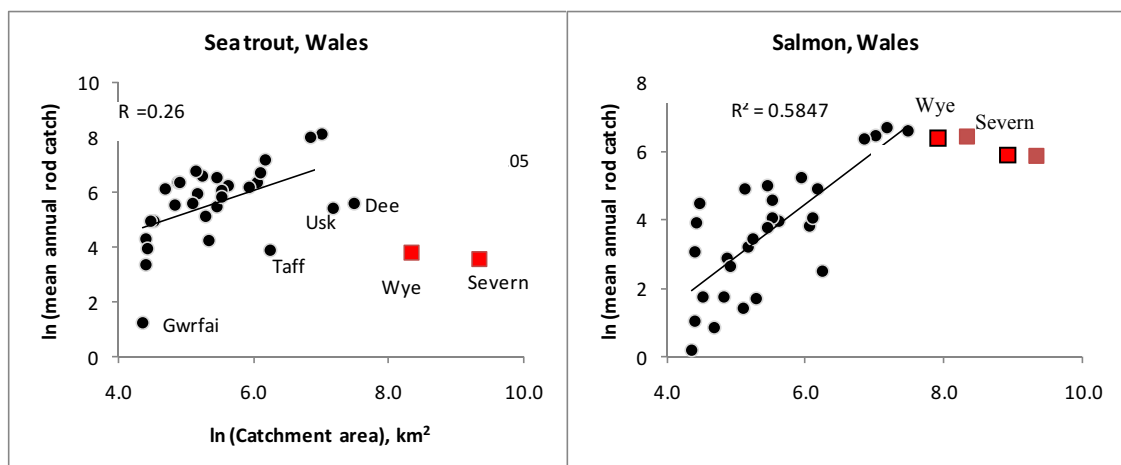 Sea trout, Wales
ln (mean annual rod catch)
10
8
6
4
2
0
R =0.26
05
Usk
Dee
Taff
Wye
Severn
Gwrfai
4.0 6.0 8.0 10.0
ln (Catchment area), km²
Salmon, Wales
ln (mean annual rod catch)
8
6
4
2
0
R² = 0.5847
Wye
Severn
4.0 6.0 8.0 10.0